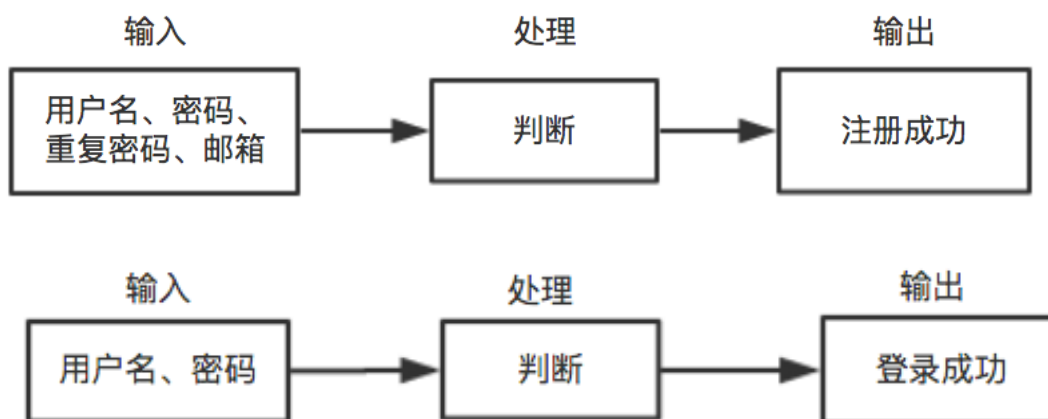 输入
处理
输出
用户名、密码、
重复密码、邮箱
判断
注册成功
输入
处理
输出
用户名、密码
判断
登录成功